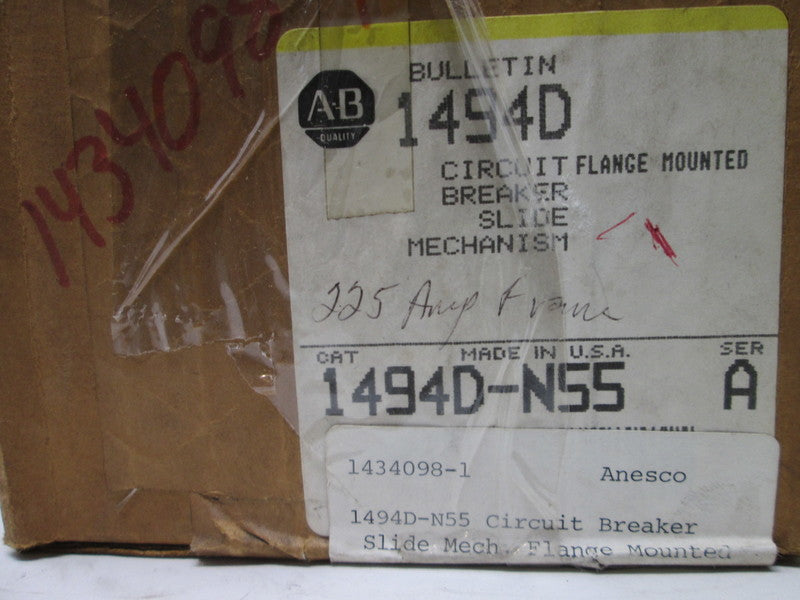 1434098
BULLETIN
A-B
QUALITY
1494D
CIRCUIT FLANGE MOUNTED
BREAKER
SLIDE
MECHANISM
225 Amp Frame
CAT MADE IN U.S.A. SER
1494D-N55 A
1434098-1 Anesco
1494D-N55 Circuit Breaker
Slide Mech. Flange Mounted